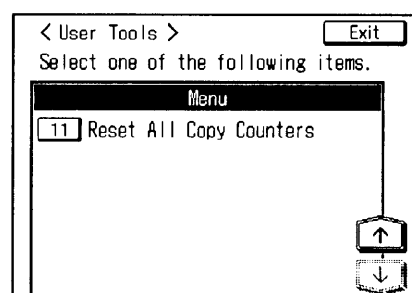 < User Tools > Exit
Select one of the following items.
Menu
11 Reset All Copy Counters
↑
↓